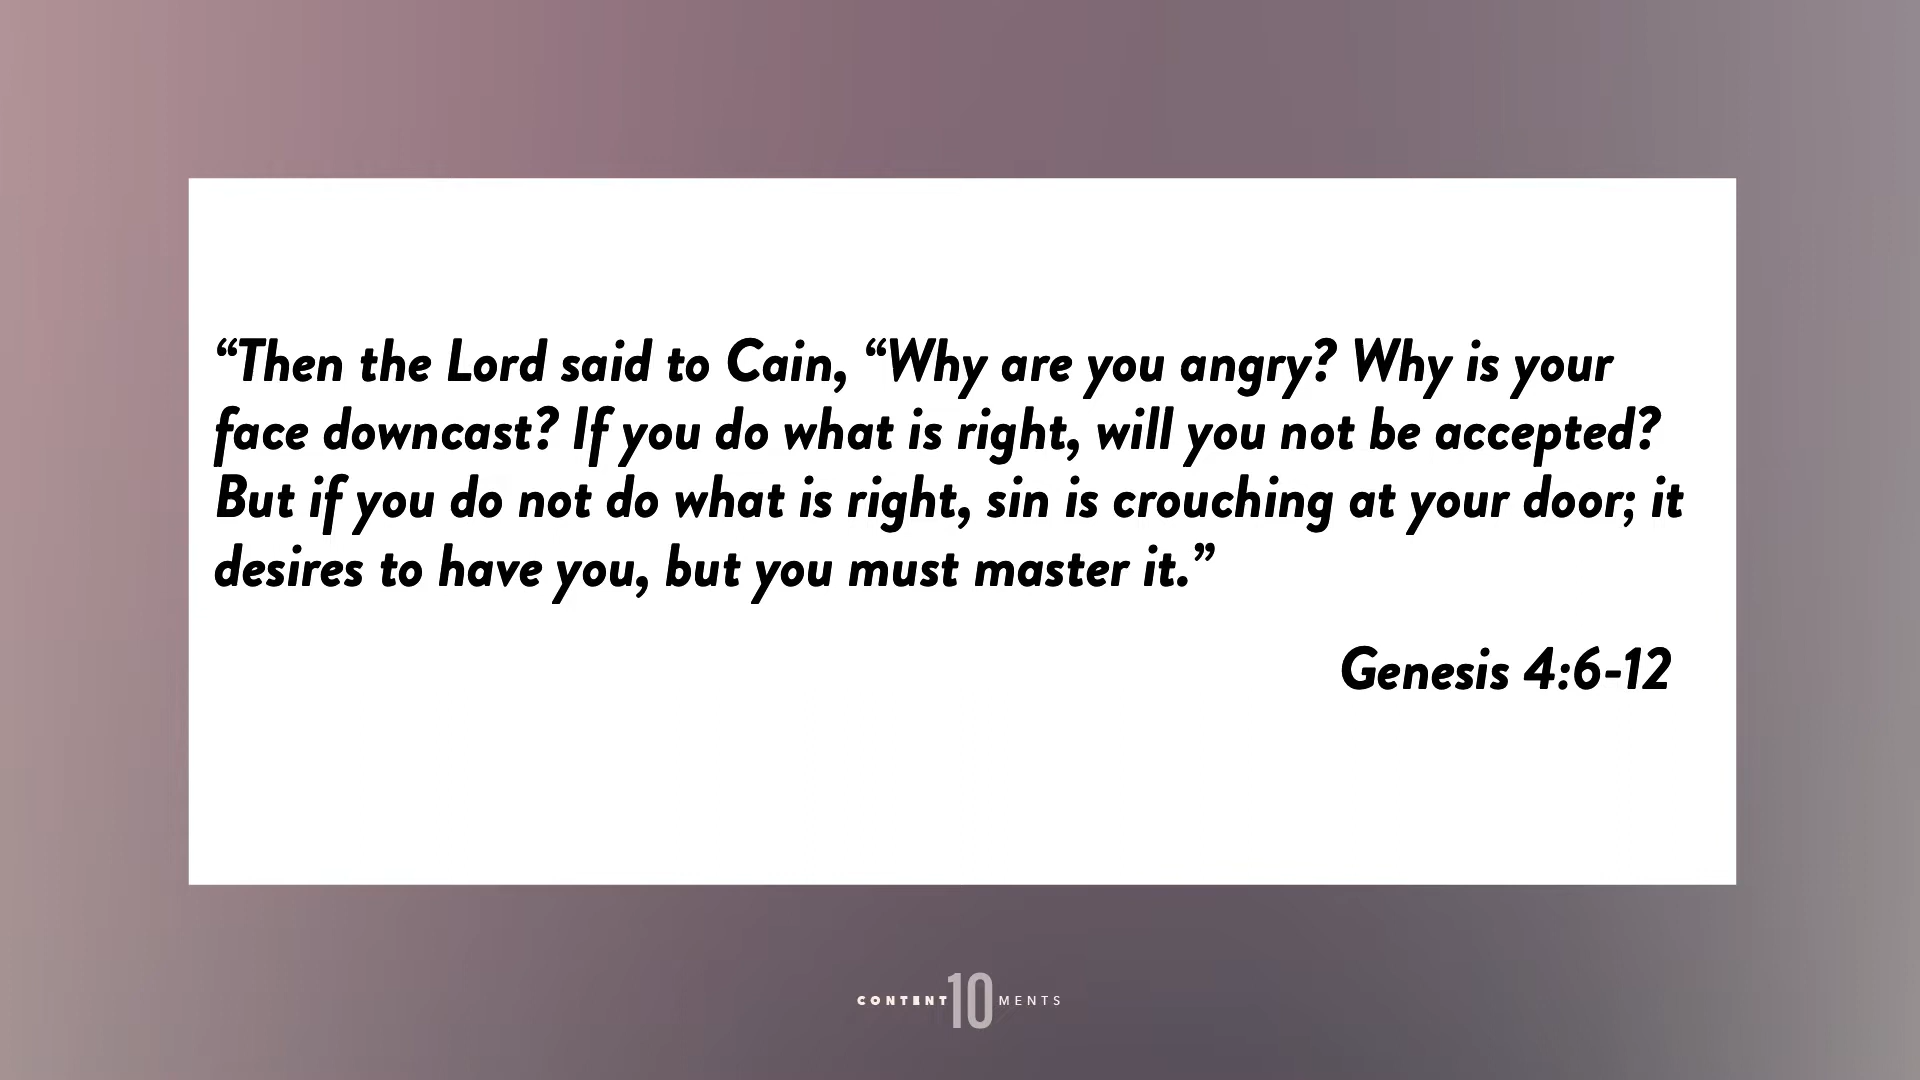 “Then the Lord said to Cain, “Why are you angry? Why is your
face downcast? If you do what is right, will you not be accepted?
But if you do not do what is right, sin is crouching at your door; it
desires to have you, but you must master it.”
Genesis 4:6-12
CONTENT10MENTS